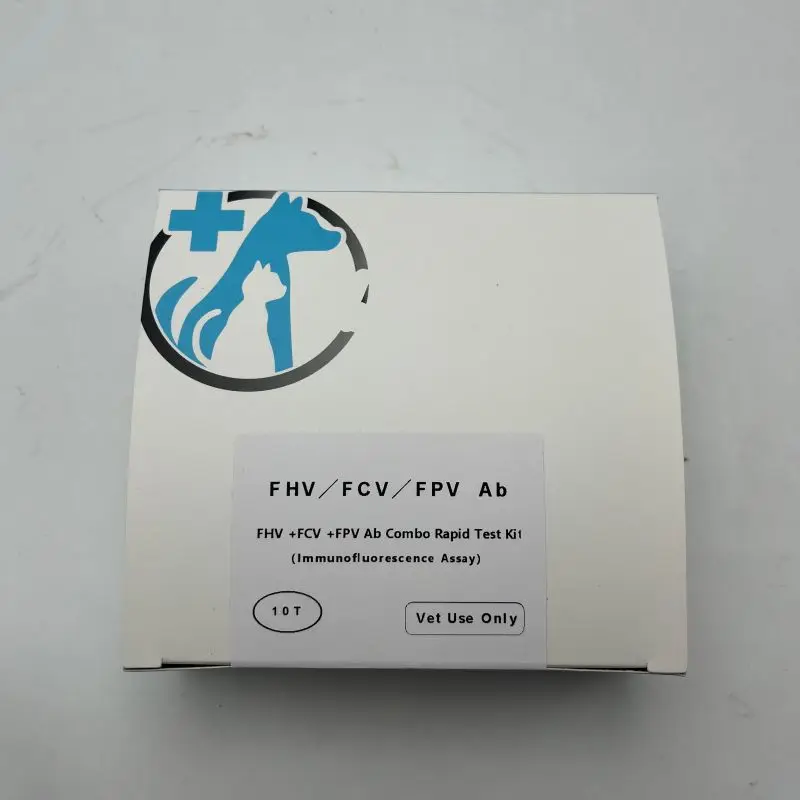 FHV／FCV／FPV Ab
FHV +FCV +FPV Ab Combo Rapid Test Kit
(Immunofluorescence Assay)
10T
Vet Use Only